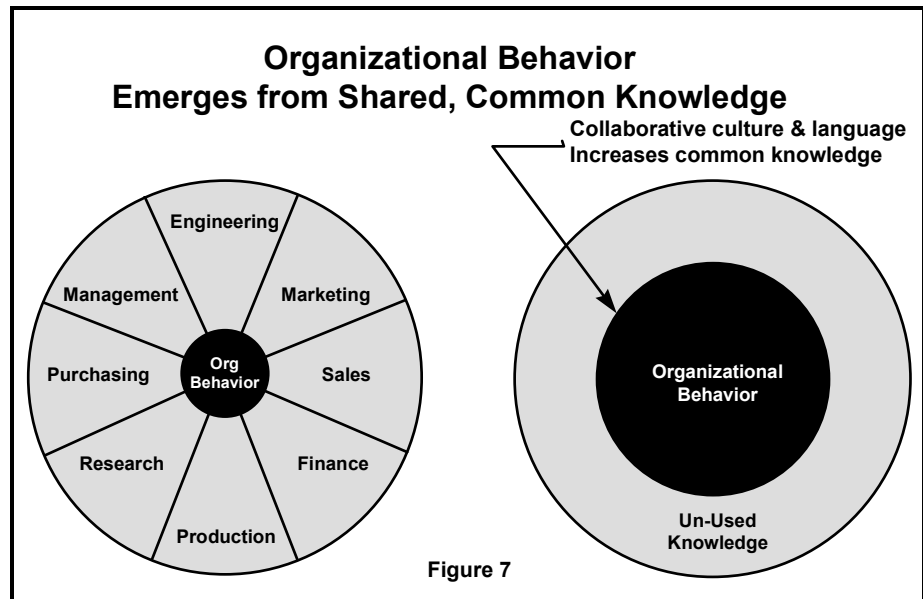 Organizational Behavior
Emerges from Shared, Common Knowledge
Collaborative culture & language
Increases common knowledge
Engineering
Management
Marketing
Purchasing
Org
Behavior
Sales
Research
Finance
Production
Organizational
Behavior
Un-Used
Knowledge
Figure 7